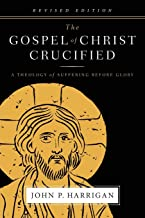 REVISED EDITION
The
GOSPEL of CHRIST
CRUCIFIED
A THEOLOGY of SUFFERING BEFORE GLORY
JOHN P. HARRIGAN